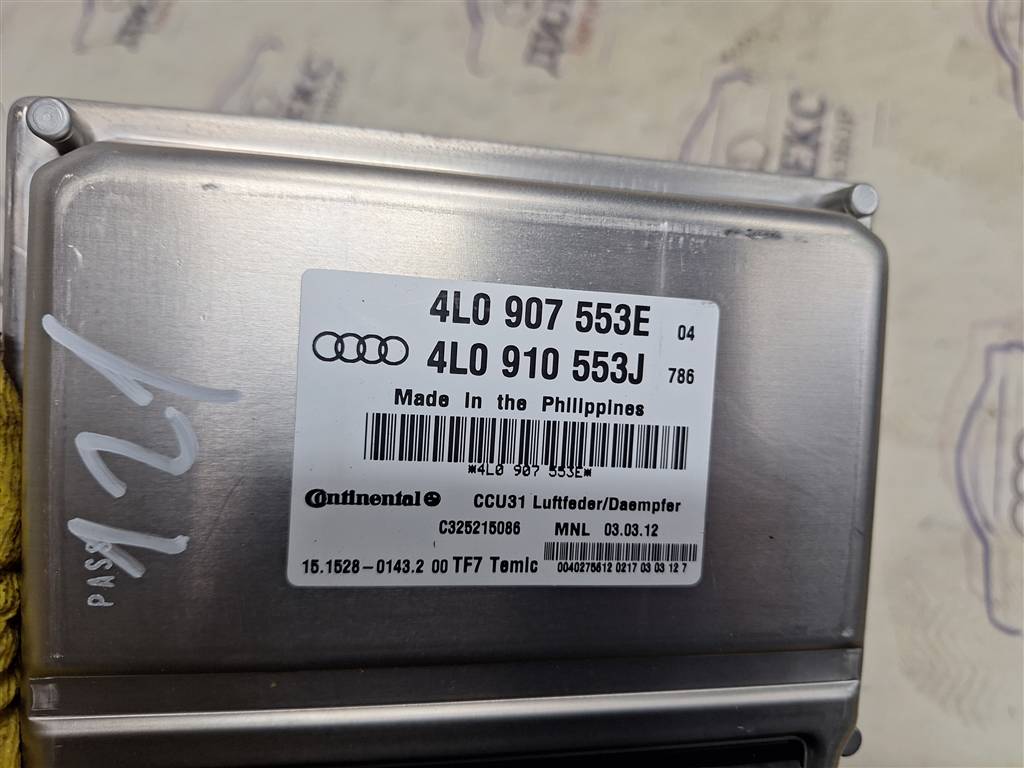 4L0 907 553E 04
4L0 910 553J 786
Made in the Philippines
*4L0 907 553E*
Continental CCU31 Luftfeder/Daempfer
C325215086 MNL 03.03.12
15.1528-0143.2 00 TF7 Temic 0040275612 0217 03 03 12 7
121
PASS
ЕКС